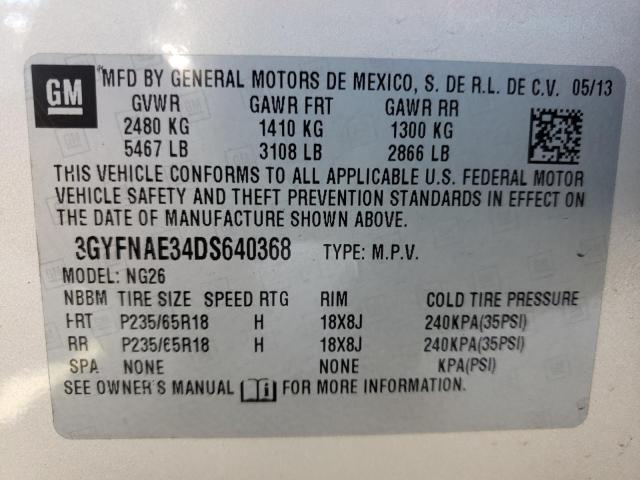 GM
MFD BY GENERAL MOTORS DE MEXICO, S. DE R.L. DE C.V. 05/13
GVWR GAWR FRT GAWR RR
2480 KG 1410 KG 1300 KG
5467 LB 3108 LB 2866 LB
THIS VEHICLE CONFORMS TO ALL APPLICABLE U.S. FEDERAL MOTOR
VEHICLE SAFETY AND THEFT PREVENTION STANDARDS IN EFFECT ON
THE DATE OF MANUFACTURE SHOWN ABOVE.
3GYFNAE34DS640368 TYPE: M.P.V.
MODEL: NG26
NBBM TIRE SIZE SPEED RTG RIM COLD TIRE PRESSURE
FRT P235/65R18 H 18X8J 240KPA(35PSI)
RR P235/65R18 H 18X8J 240KPA(35PSI)
SPA NONE NONE KPA(PSI)
SEE OWNER'S MANUAL FOR MORE INFORMATION.